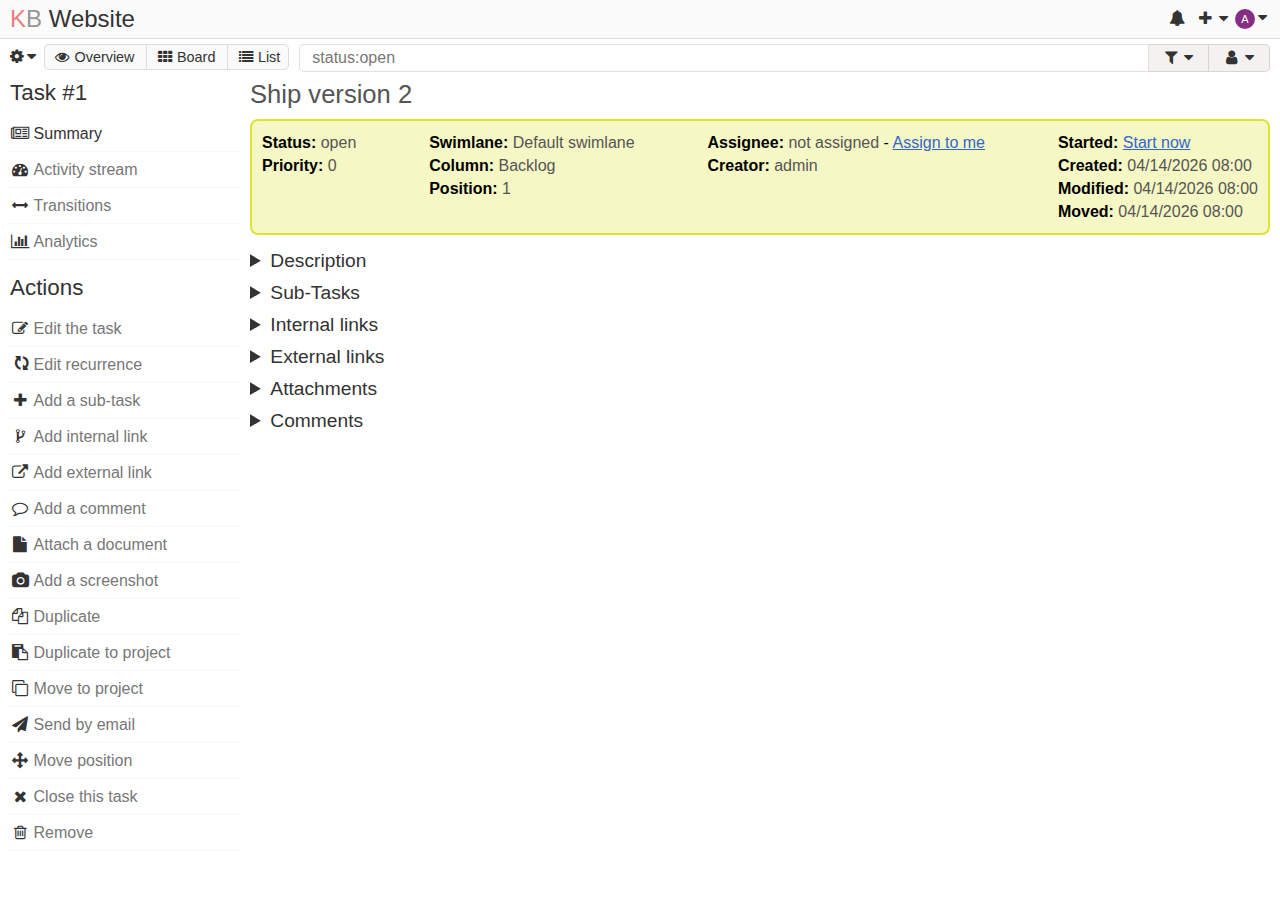 KB Website
A
Overview
Board
List
status:open
Task #1
Summary
Activity stream
Transitions
Analytics
Actions
Edit the task
Edit recurrence
Add a sub-task
Add internal link
Add external link
Add a comment
Attach a document
Add a screenshot
Duplicate
Duplicate to project
Move to project
Send by email
Move position
Close this task
Remove
Ship version 2
Status: open
Priority: 0
Swimlane: Default swimlane
Column: Backlog
Position: 1
Assignee: not assigned - Assign to me
Creator: admin
Started: Start now
Created: 04/14/2026 08:00
Modified: 04/14/2026 08:00
Moved: 04/14/2026 08:00
Description
Sub-Tasks
Internal links
External links
Attachments
Comments